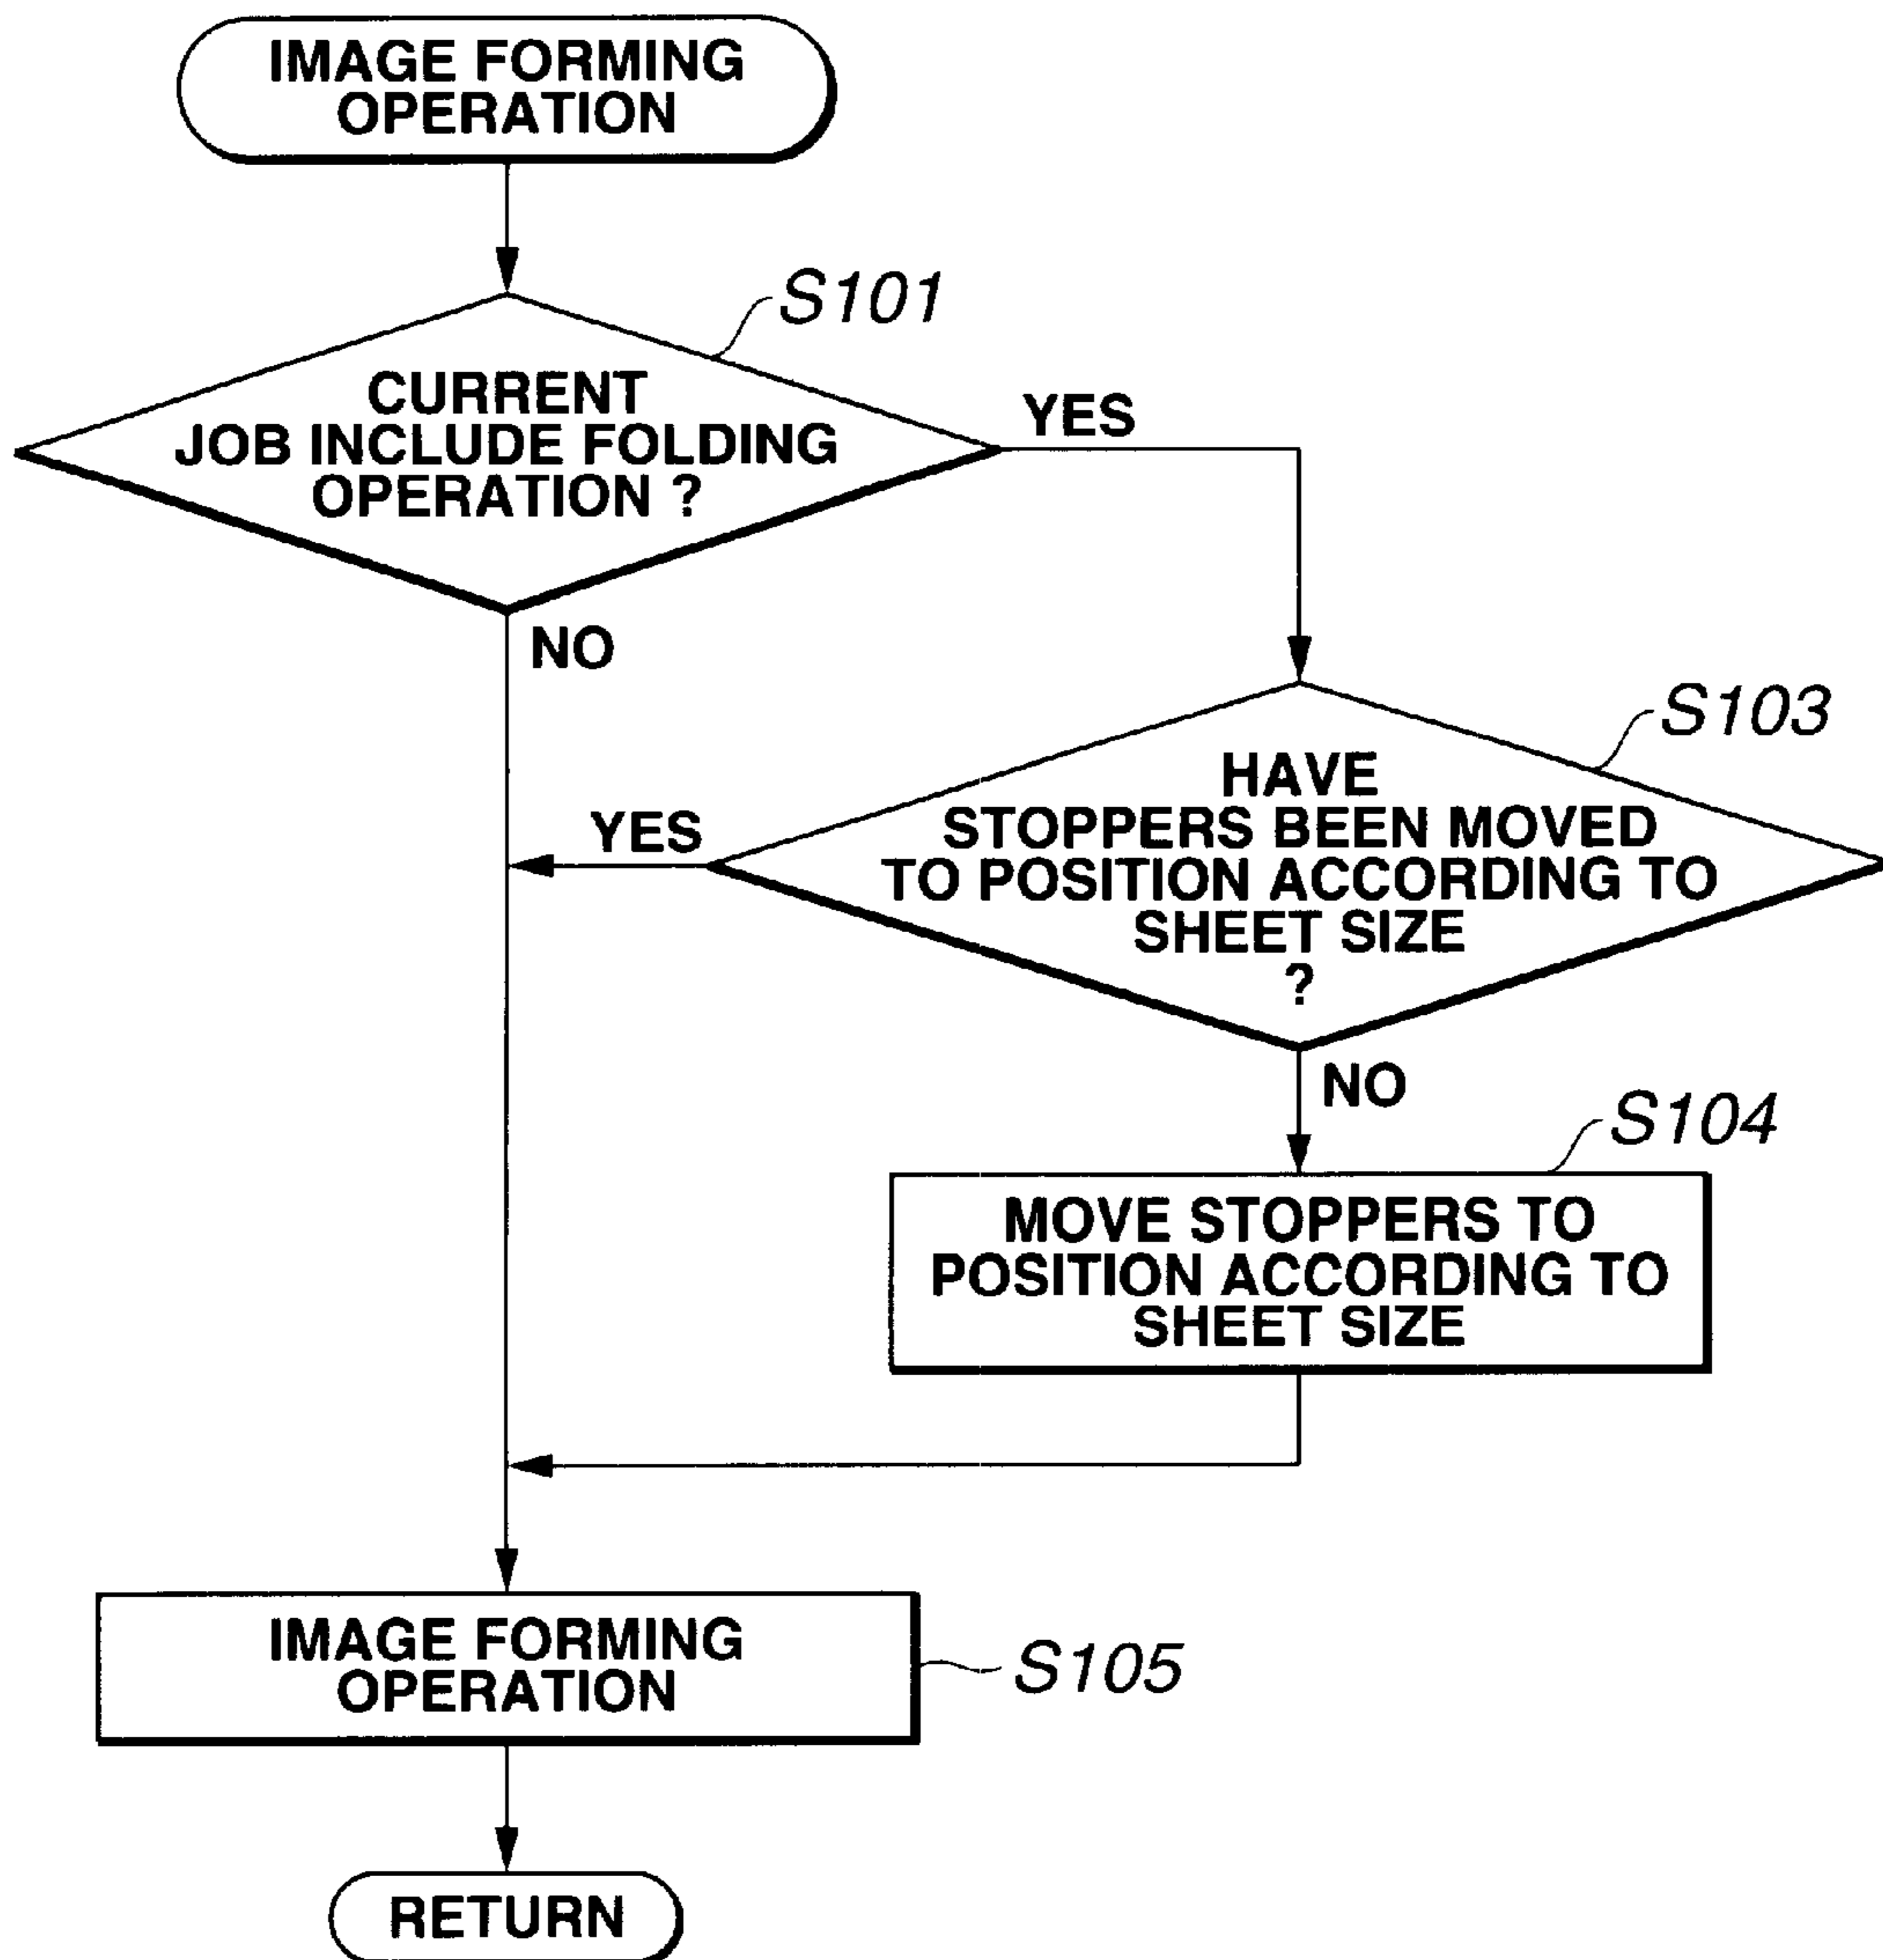 IMAGE FORMING
OPERATION
S101
CURRENT
JOB INCLUDE FOLDING
OPERATION ?
YES
NO
S103
HAVE
STOPPERS BEEN MOVED
TO POSITION ACCORDING TO
SHEET SIZE
?
YES
NO
S104
MOVE STOPPERS TO
POSITION ACCORDING TO
SHEET SIZE
IMAGE FORMING
OPERATION
S105
RETURN